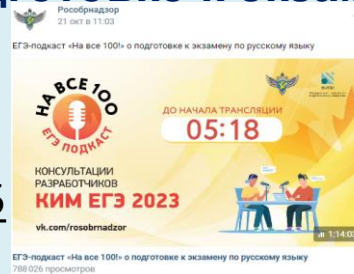 Рособрнадзор
21 окт в 11:03
ЕГЭ-подкаст «На все 100!» о подготовке к экзамену по русскому языку
НА ВСЕ 100
ЕГЭ ПОДКАСТ
ДО НАЧАЛА ТРАНСЛЯЦИИ
05:18
КОНСУЛЬТАЦИИ
РАЗРАБОТЧИКОВ
КИМ ЕГЭ 2023
vk.com/rosobrnadzor
1:14:03
ЕГЭ-подкаст «На все 100!» о подготовке к экзамену по русскому языку
788 026 просмотров